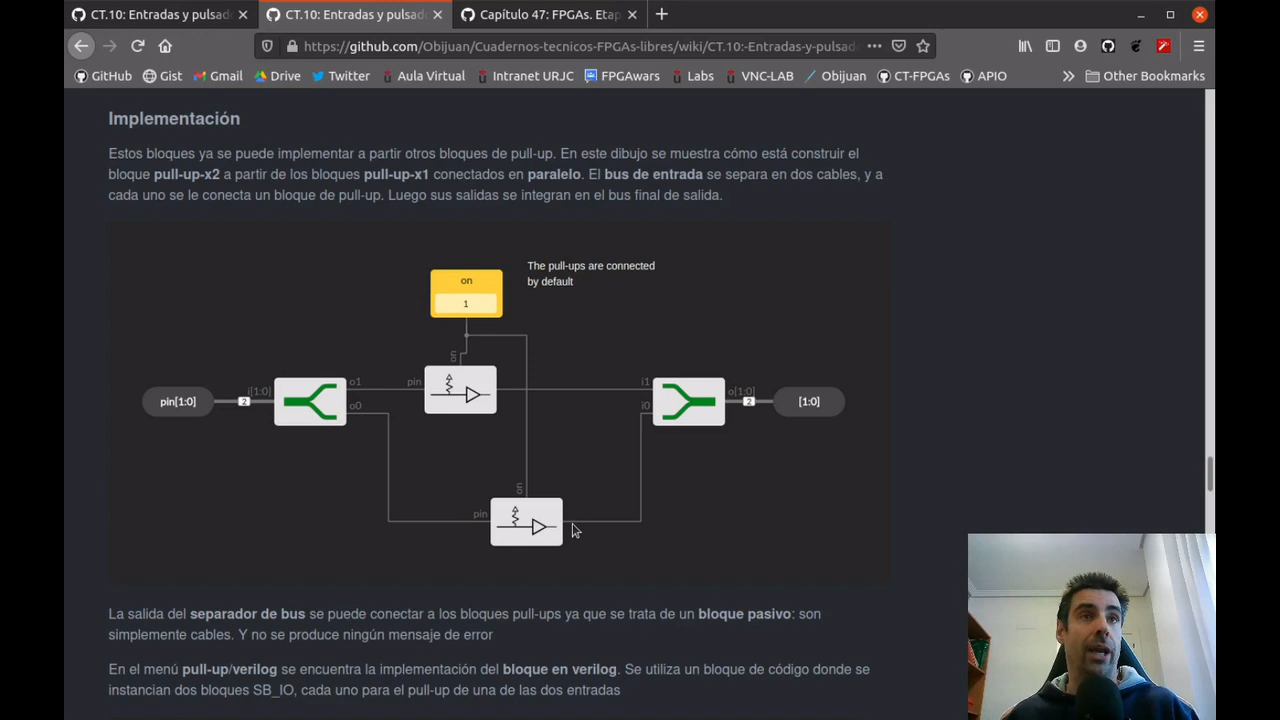 CT.10: Entradas y pulsad
CT.10: Entradas y pulsad
Capítulo 47: FPGAs. Etap
https://github.com/Obijuan/Cuadernos-tecnicos-FPGAs-libres/wiki/CT.10:-Entradas-y-pulsad
GitHub Gist Gmail Drive Twitter Aula Virtual Intranet URJC FPGAwars Labs VNC-LAB Obijuan CT-FPGAs APIO Other Bookmarks
Implementación
Estos bloques ya se puede implementar a partir otros bloques de pull-up. En este dibujo se muestra cómo está construir el
bloque pull-up-x2 a partir de los bloques pull-up-x1 conectados en paralelo. El bus de entrada se separa en dos cables, y a
cada uno se le conecta un bloque de pull-up. Luego sus salidas se integran en el bus final de salida.
on
1
The pull-ups are connected
by default
on
pin[1:0]
i[1:0]
2
o1
o0
pin
i1
i0
o[1:0]
2
[1:0]
on
pin
La salida del separador de bus se puede conectar a los bloques pull-ups ya que se trata de un bloque pasivo: son
simplemente cables. Y no se produce ningún mensaje de error
En el menú pull-up/verilog se encuentra la implementación del bloque en verilog. Se utiliza un bloque de código donde se
instancian dos bloques SB_IO, cada uno para el pull-up de una de las dos entradas